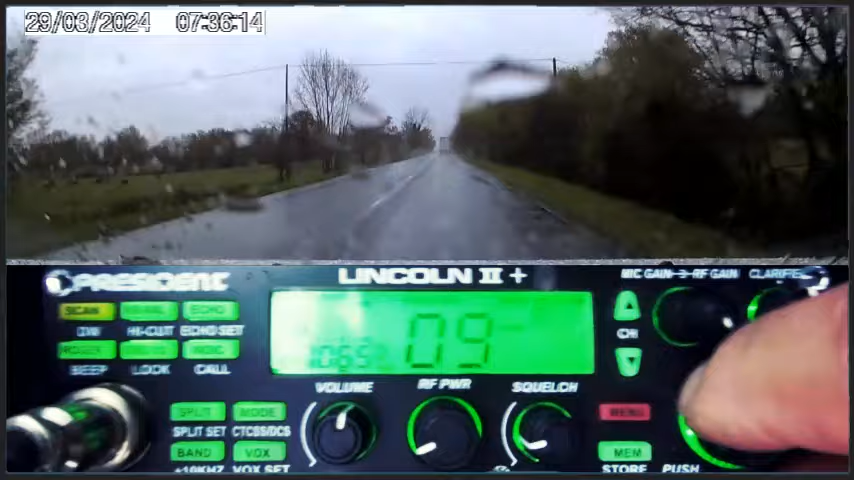 29/03/2024 07:36:14
PRESIDENT
LINCOLN II +
MIC GAIN RF GAIN CLARIFIER
SCAN ECHO
DW HI-CUT ECHO SET
CH
BEEP LOOK CALL
09
VOLUME RF PWR SQUELCH
SPLIT MODE
SPLIT SET CTCSS/DCS
MENU
BAND VOX
MEM
+10KHZ VOX SET
STORE PUSH